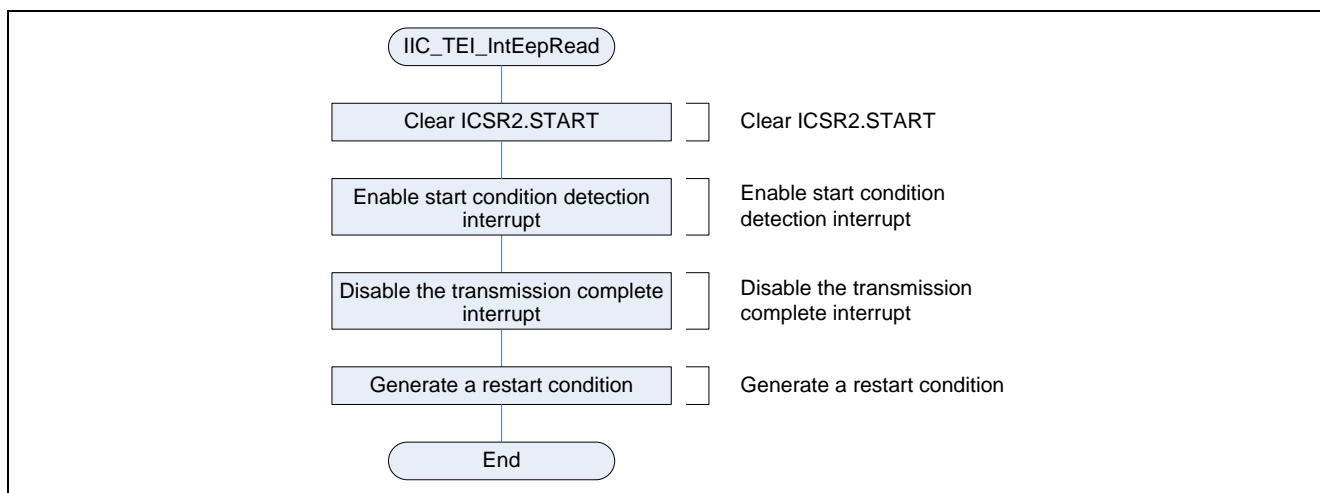 IIC_TEI_IntEepRead
Clear ICSR2.START
Clear ICSR2.START
Enable start condition detection
interrupt
Enable start condition
detection interrupt
Disable the transmission complete
interrupt
Disable the transmission
complete interrupt
Generate a restart condition
Generate a restart condition
End